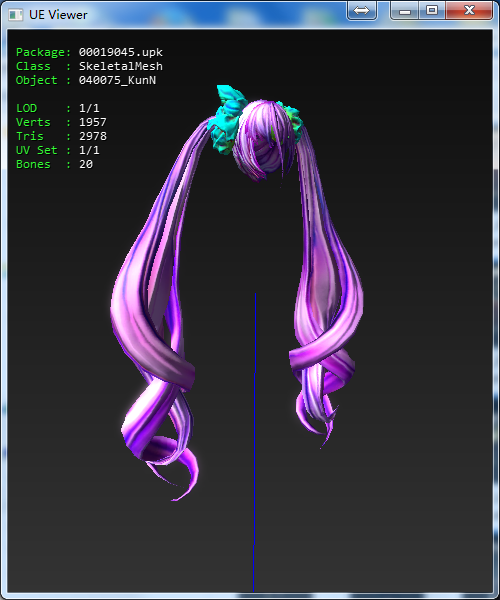 UE Viewer
Package: 00019045.upk
Class : SkeletalMesh
Object : 040075_KunN
LOD : 1/1
Verts : 1957
Tris : 2978
UV Set : 1/1
Bones : 20